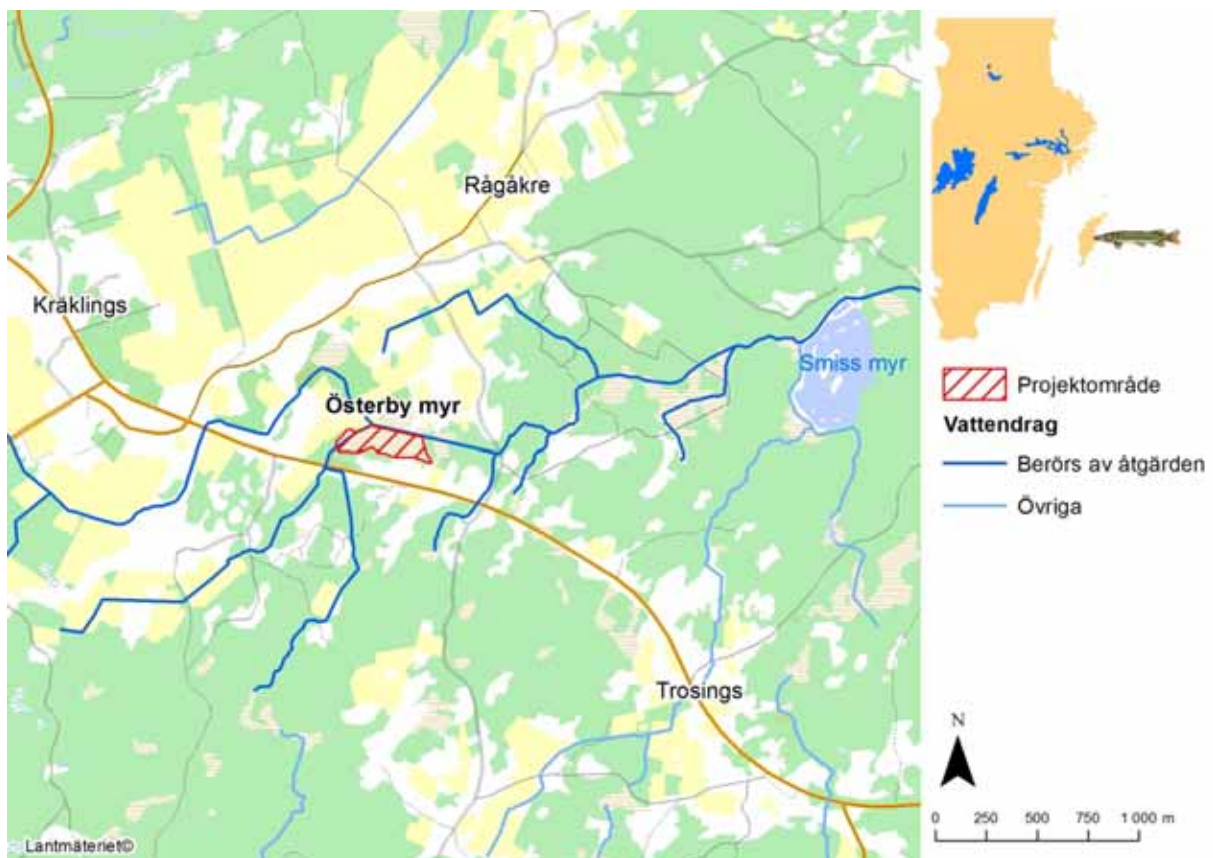 Rågåkre
Kräklings
Smiss myr
Österby myr
Trosings
Lantmäteriet©
Projektområde
Vattendrag
Berörs av åtgärden
Övriga
N
0 250 500 750 1 000 m